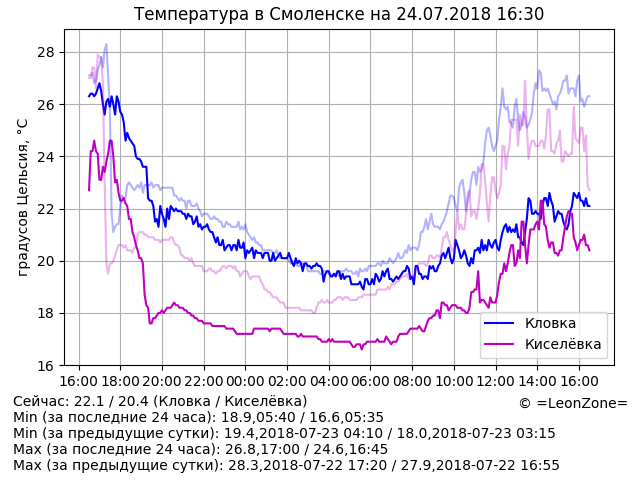 Температура в Смоленске на 24.07.2018 16:30
градусов Цельсия, °C
28
26
24
22
20
18
16
16:00 18:00 20:00 22:00 00:00 02:00 04:00 06:00 08:00 10:00 12:00 14:00 16:00
Кловка
Киселёвка
Сейчас: 22.1 / 20.4 (Кловка / Киселёвка)
© =LeonZone=
Min (за последние 24 часа): 18.9,05:40 / 16.6,05:35
Min (за предыдущие сутки): 19.4,2018-07-23 04:10 / 18.0,2018-07-23 03:15
Max (за последние 24 часа): 26.8,17:00 / 24.6,16:45
Max (за предыдущие сутки): 28.3,2018-07-22 17:20 / 27.9,2018-07-22 16:55